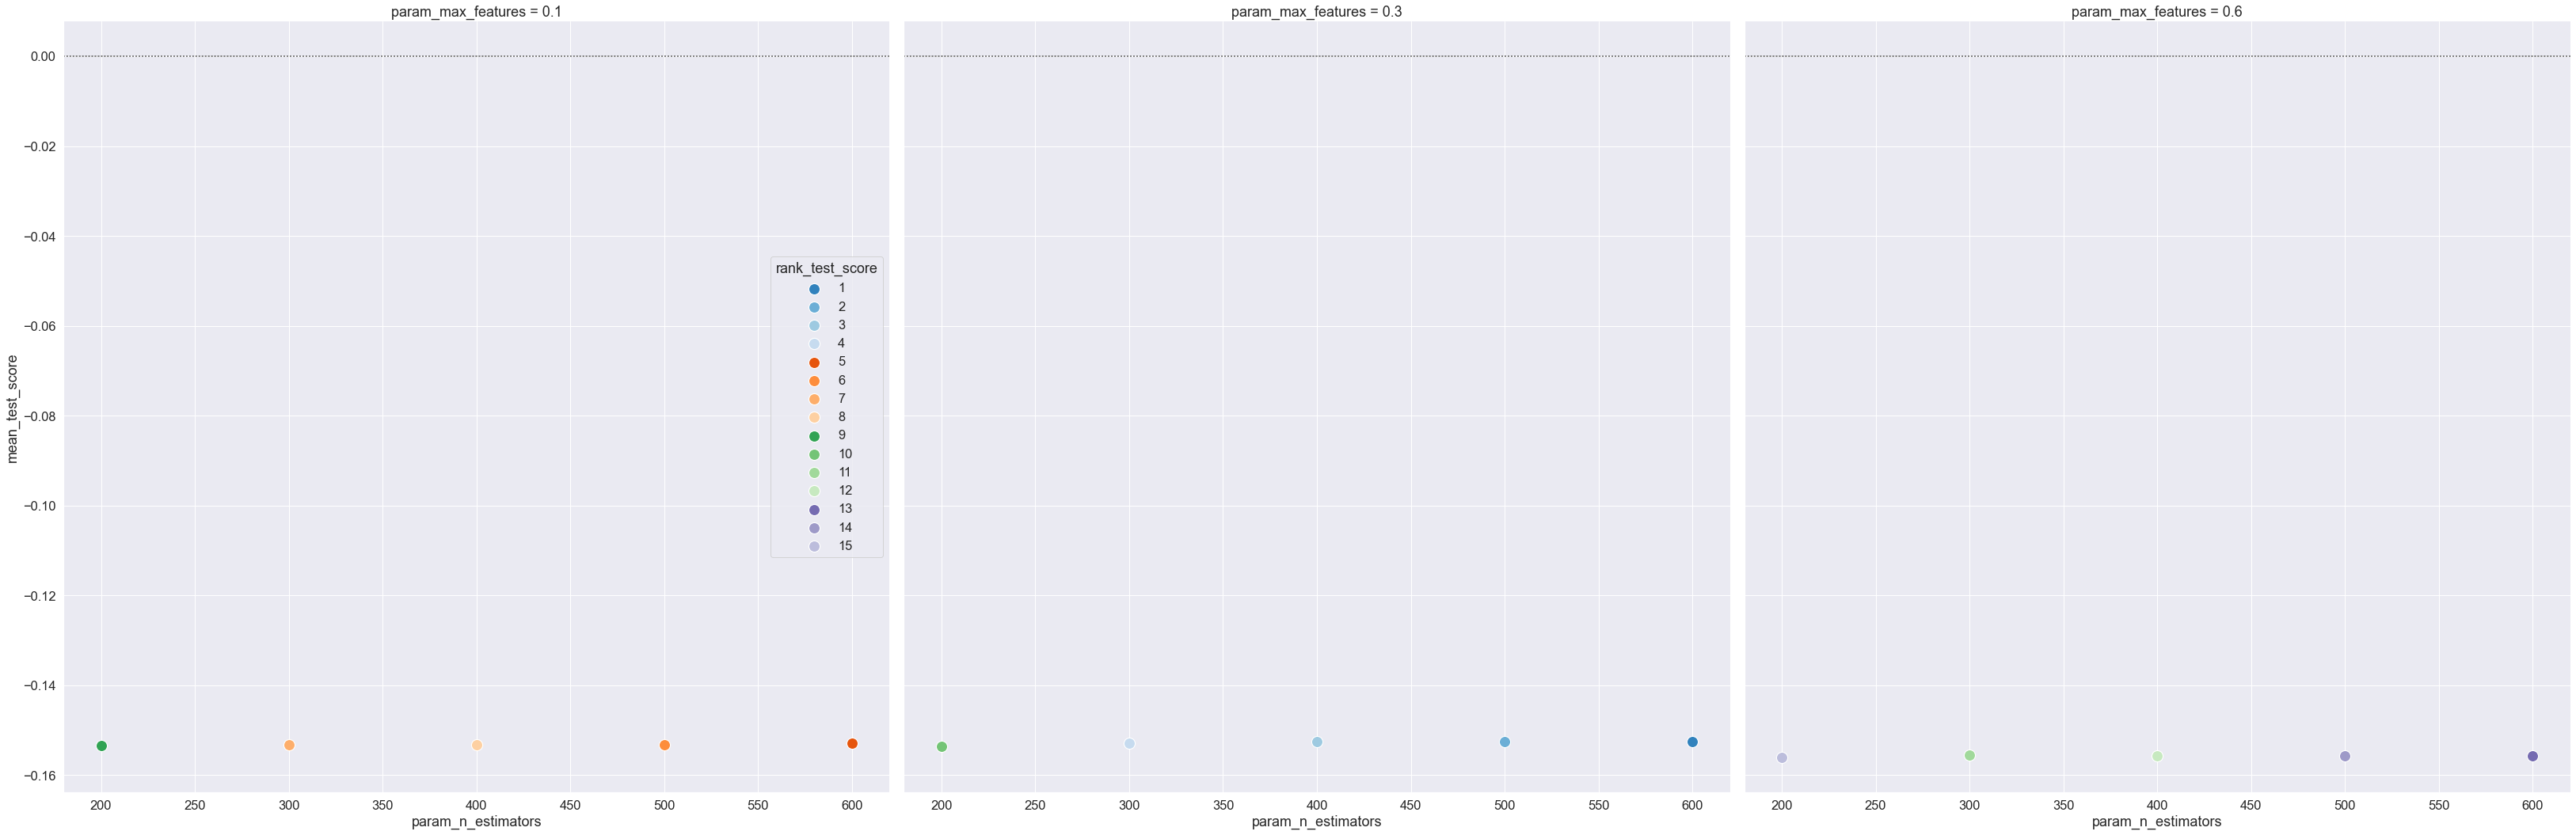 param_max_features = 0.1
param_max_features = 0.3
param_max_features = 0.6
0.00
−0.02
−0.04
−0.06
−0.08
−0.10
−0.12
−0.14
−0.16
mean_test_score
rank_test_score
1
2
3
4
5
6
7
8
9
10
11
12
13
14
15
200 250 300 350 400 450 500 550 600
200 250 300 350 400 450 500 550 600
200 250 300 350 400 450 500 550 600
param_n_estimators
param_n_estimators
param_n_estimators